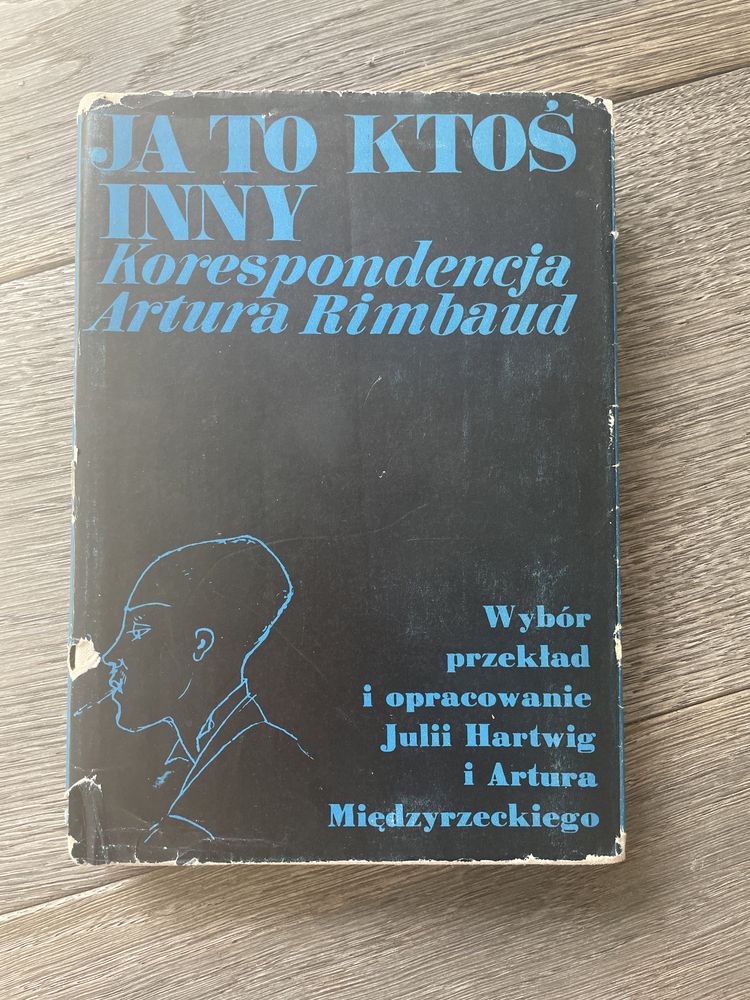 JA TO KTOŚ
INNY
Korespondencja
Artura Rimbaud
Wybór
przekład
i opracowanie
Julii Hartwig
i Artura
Międzyrzeckiego